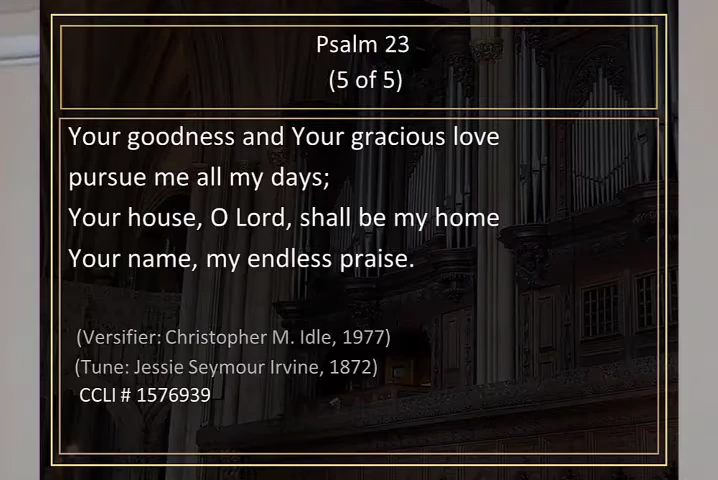 Psalm 23
(5 of 5)
Your goodness and Your gracious love
pursue me all my days;
Your house, O Lord, shall be my home
Your name, my endless praise.
(Versifier: Christopher M. Idle, 1977)
(Tune: Jessie Seymour Irvine, 1872)
CCLI # 1576939